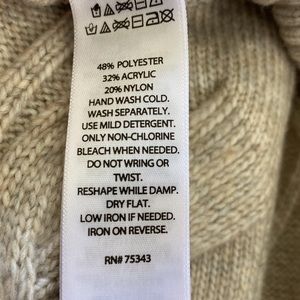 48% POLYESTER
32% ACRYLIC
20% NYLON
HAND WASH COLD.
WASH SEPARATELY.
USE MILD DETERGENT.
ONLY NON-CHLORINE
BLEACH WHEN NEEDED.
DO NOT WRING OR
TWIST.
RESHAPE WHILE DAMP.
DRY FLAT.
LOW IRON IF NEEDED.
IRON ON REVERSE.
RN# 75343